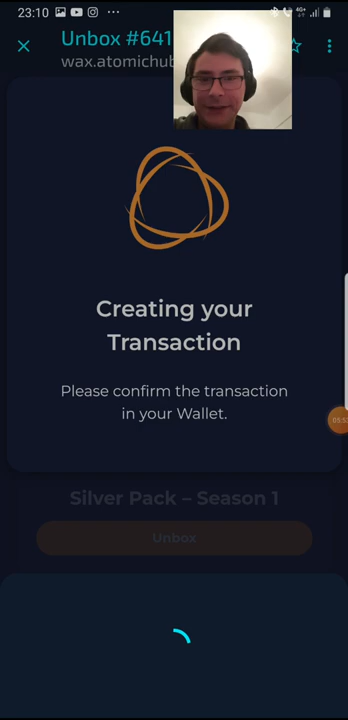 23:10
4G+
Unbox #641
wax.atomichub
Creating your
Transaction
Please confirm the transaction
in your Wallet.
Silver Pack – Season 1
Unbox